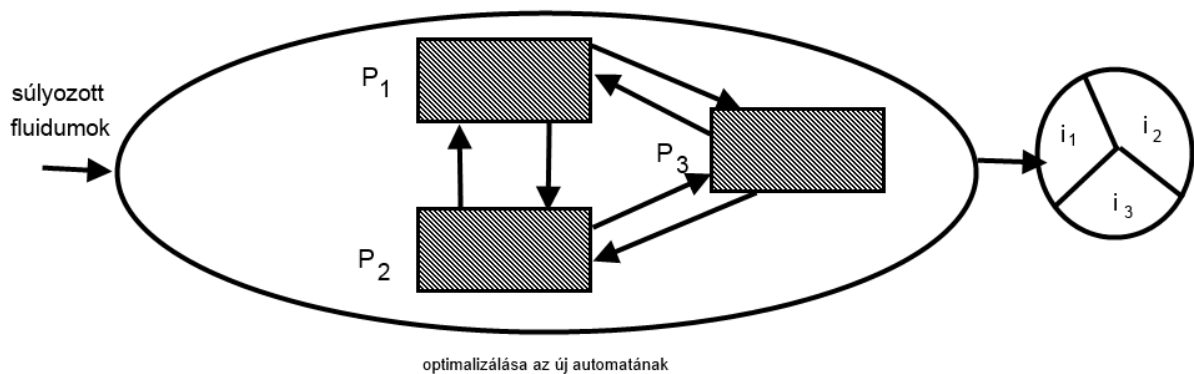 súlyozott
fluidumok
P1
P2
P3
i1
i2
i3
optimalizálása az új automatának